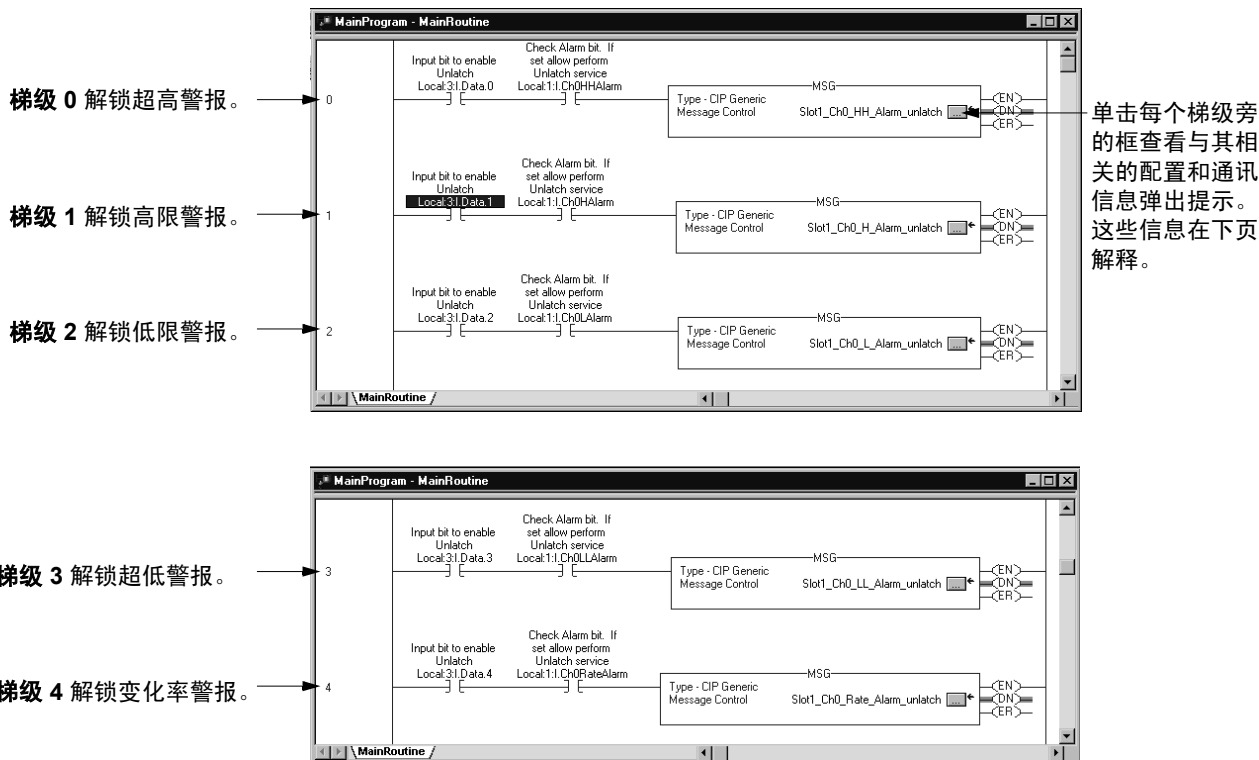 MainProgram - MainRoutine
梯级 0 解锁超高警报。
0
Input bit to enable
Unlatch
Local:3:I.Data.0
Check Alarm bit. If
set allow perform
Unlatch service
Local:1:I.Ch0HHAlarm
MSG
Type - CIP Generic
Message Control
Slot1_Ch0_HH_Alarm_unlatch
...
EN
DN
ER
单击每个梯级旁
的框查看与其相
关的配置和通讯
信息弹出提示。
这些信息在下页
解释。
梯级 1 解锁高限警报。
1
Input bit to enable
Unlatch
Local:3:I.Data.1
Check Alarm bit. If
set allow perform
Unlatch service
Local:1:I.Ch0HAlarm
MSG
Type - CIP Generic
Message Control
Slot1_Ch0_H_Alarm_unlatch
...
EN
DN
ER
梯级 2 解锁低限警报。
2
Input bit to enable
Unlatch
Local:3:I.Data.2
Check Alarm bit. If
set allow perform
Unlatch service
Local:1:I.Ch0LAlarm
MSG
Type - CIP Generic
Message Control
Slot1_Ch0_L_Alarm_unlatch
...
EN
DN
ER
MainRoutine
MainProgram - MainRoutine
梯级 3 解锁超低警报。
3
Input bit to enable
Unlatch
Local:3:I.Data.3
Check Alarm bit. If
set allow perform
Unlatch service
Local:1:I.Ch0LLAlarm
MSG
Type - CIP Generic
Message Control
Slot1_Ch0_LL_Alarm_unlatch
...
EN
DN
ER
梯级 4 解锁变化率警报。
4
Input bit to enable
Unlatch
Local:3:I.Data.4
Check Alarm bit. If
set allow perform
Unlatch service
Local:1:I.Ch0RateAlarm
MSG
Type - CIP Generic
Message Control
Slot1_Ch0_Rate_Alarm_unlatch
...
EN
DN
ER
MainRoutine